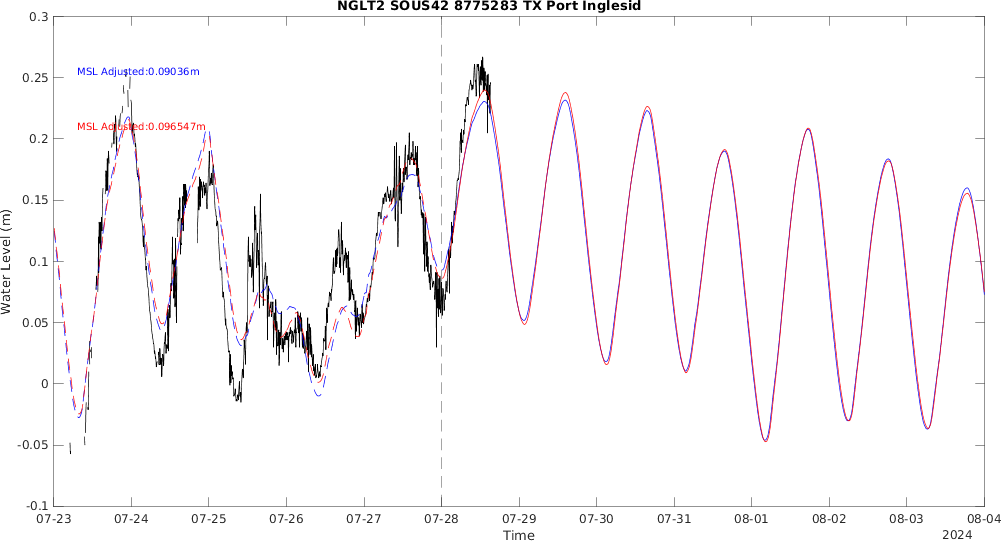 NGLT2 SOUS42 8775283 TX Port Inglesid
0.3
0.25
0.2
0.15
0.1
0.05
0
-0.05
-0.1
Water Level (m)
MSL Adjusted:0.09036m
MSL Adjusted:0.096547m
07-23 07-24 07-25 07-26 07-27 07-28 07-29 07-30 07-31 08-01 08-02 08-03 08-04
Time
2024